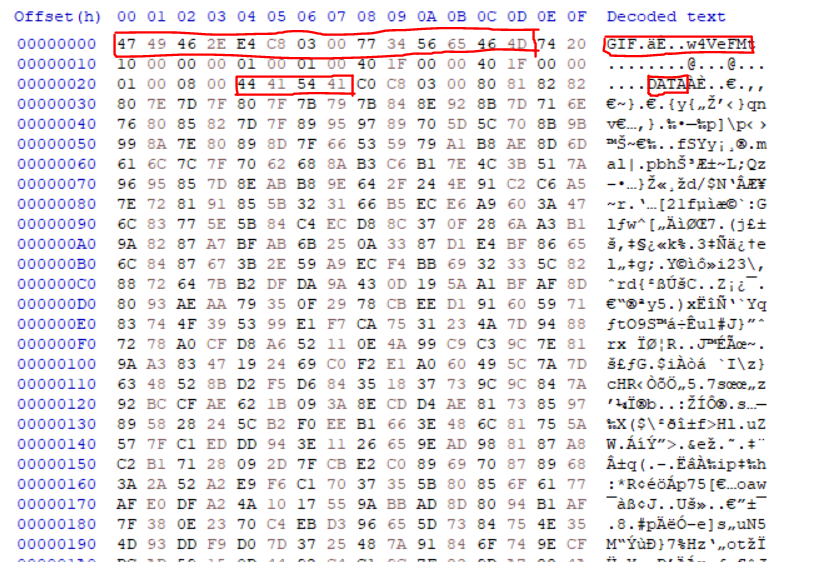 Offset(h) 00 01 02 03 04 05 06 07 08 09 0A 0B 0C 0D 0E 0F Decoded text
00000000 47 49 46 2E E4 C8 03 00 77 34 56 65 46 4D 74 20 GIF.äÈ..w4VeFMt
00000010 10 00 00 00 01 00 01 00 40 1F 00 00 40 1F 00 00 ........@...@...
00000020 01 00 08 00 44 41 54 41 C0 C8 03 00 80 81 82 82 ....DATAÀÈ..€.‚‚
00000030 80 7E 7D 7F 80 7F 7B 79 7B 84 8E 92 8B 7D 71 6E €~}.€.{y{„Ž’‹}qn
00000040 76 80 85 82 7D 7F 89 95 97 89 70 5D 5C 70 8B 9B v€…‚}.‰•—‰p]\p‹›
00000050 99 8A 7E 80 89 8D 7F 66 53 59 79 A1 B8 AE 8D 6D ™Š~€‰..fSYy¡¸®.m
00000060 61 6C 7C 7F 70 62 68 8A B3 C6 B1 7E 4C 3B 51 7A al|.pbhŠ³Æ±~L;Qz
00000070 96 95 85 7D 8E AB B8 9E 64 2F 24 4E 91 C2 C6 A5 –•…}Ž«¸žd/$N‘ÂÆ¥
00000080 7E 72 81 91 85 5B 32 31 66 B5 EC E6 A9 60 3A 47 ~r.‘…[21fµìæ©`:G
00000090 6C 83 77 5E 5B 84 C4 EC D8 8C 37 0F 28 6A A3 B1 lƒw^[„ÄìØŒ7.(j£±
000000A0 9A 82 87 A7 BF AB 6B 25 0A 33 87 D1 E4 BF 86 65 š‚‡§¿«k%.3‡Ñä¿†e
000000B0 6C 84 87 67 3B 2E 59 A9 EC F4 BB 69 32 33 5C 82 l„‡g;.Y©ìô»i23\‚
000000C0 88 72 64 7B B2 DF DA 9A 43 0D 19 5A A1 BF AF 8D ˆrd{²ßÚšC..Z¡¿¯.
000000D0 80 93 AE AA 79 35 0F 29 78 CB EE D1 91 60 59 71 €“®ªy5.)xËîÑ‘`Yq
000000E0 83 74 4F 39 53 99 E1 F7 CA 75 31 23 4A 7D 94 88 ƒtO9S™á÷Êu1#J}”ˆ
000000F0 72 78 A0 CF D8 A6 52 11 0E 4A 99 C9 C3 9C 7E 81 rx ÏØ¦R..J™ÉÃœ~.
00000100 9A A3 83 47 19 24 69 C0 F2 E1 A0 60 49 5C 7A 7D š£ƒG.$iÀòá `I\z}
00000110 63 48 52 8B D2 F5 D6 84 35 18 37 73 9C 9C 84 7A cHR‹ÒõÖ„5.7sœœ„z
00000120 92 BC CF AE 62 1B 09 3A 8E CD D4 AE 81 73 85 97 ’¼Ï®b..:ŽÍÔ®.s…—
00000130 89 58 28 24 5C B2 F0 EE B1 66 3E 48 6C 81 75 5A ‰X($\²ðî±f>Hl.uZ
00000140 57 7F C1 ED DD 94 3E 11 26 65 9E AD 98 81 87 A8 W.ÁíÝ”>.&ež.˜.‡¨
00000150 C2 B1 71 28 09 2D 7F CB E2 C0 89 69 70 87 89 68 Â±q(.-.ËâÀ‰ip‡‰h
00000160 3A 2A 52 A2 E9 F6 C1 70 37 35 5B 80 85 6F 61 77 :*R¢éöÁp75[€…oaw
00000170 AF E0 DF A2 4A 10 17 55 9A BB AD 8D 80 94 B1 AF ¯àß¢J..Uš»..€”±¯
00000180 7F 38 0E 23 70 C4 EB D3 96 65 5D 73 84 75 4E 35 .8.#pÄëÓ–e]s„uN5
00000190 4D 93 DD F9 D0 7D 37 25 48 7A 91 84 6F 74 9E CF M“ÝùÐ}7%Hz‘„otžÏ